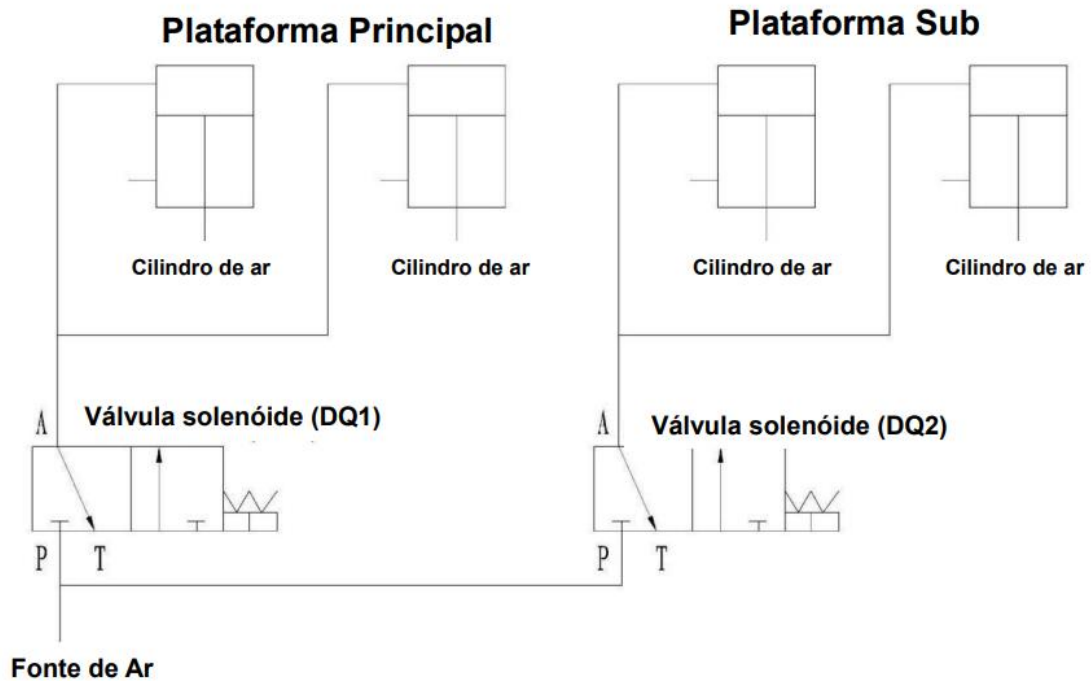 Plataforma Principal
Plataforma Sub
Cilindro de ar
Cilindro de ar
Cilindro de ar
Cilindro de ar
A
Válvula solenóide (DQ1)
A
Válvula solenóide (DQ2)
P T
P T
Fonte de Ar